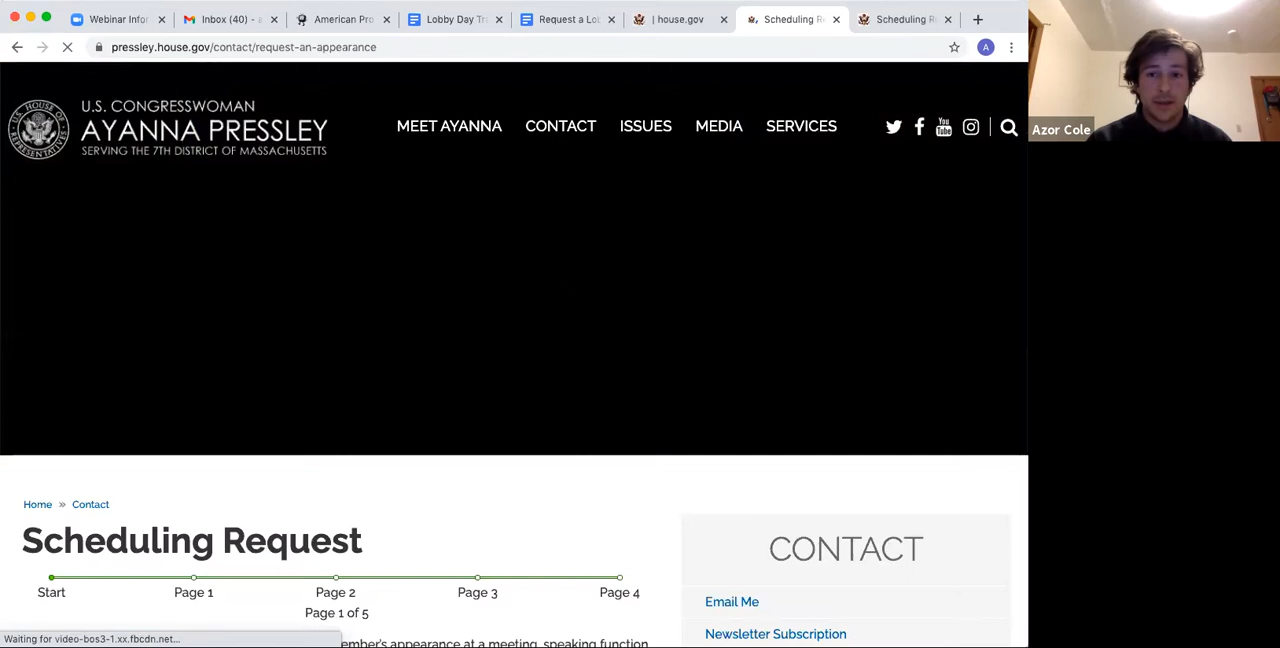 Webinar Infor
Inbox (40) - a
American Pro
Lobby Day Tr
Request a Lo
| house.gov
Scheduling R
Scheduling R
pressley.house.gov/contact/request-an-appearance
A
U.S. CONGRESSWOMAN
AYANNA PRESSLEY
SERVING THE 7TH DISTRICT OF MASSACHUSETTS
MEET AYANNA
CONTACT
ISSUES
MEDIA
SERVICES
You
Tube
Azor Cole
Home » Contact
Scheduling Request
Start
Page 1
Page 2
Page 3
Page 4
Page 1 of 5
ember's appearance at a meeting, speaking function
CONTACT
Email Me
Newsletter Subscription
Waiting for video-bos3-1.xx.fbcdn.net...